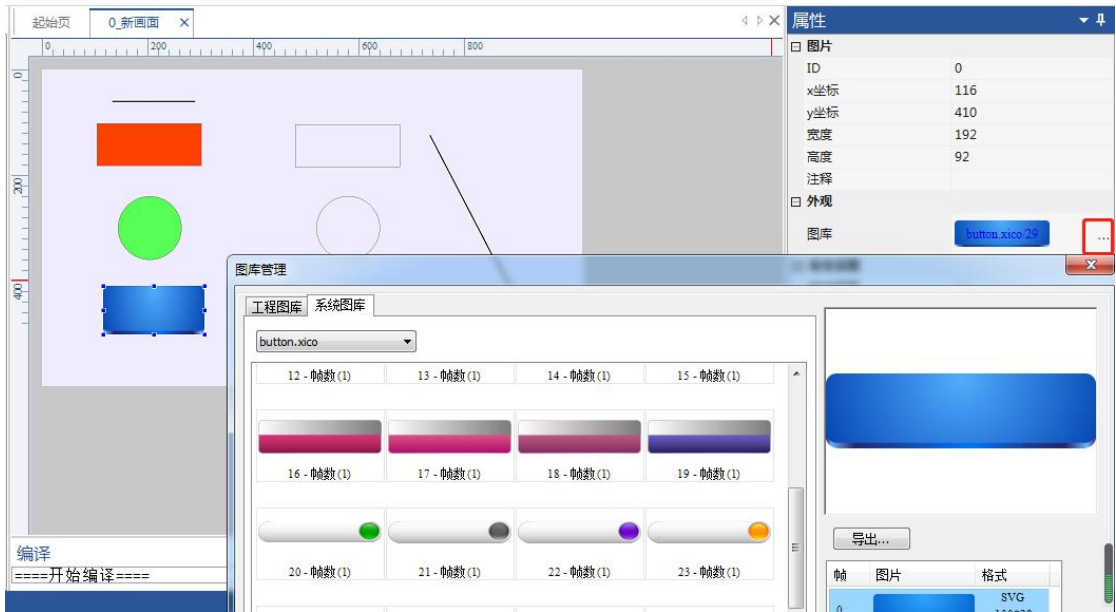 起始页 0_新画面
0 200 400 600 800
0
200
400
属性
图片
ID 0
x坐标 116
y坐标 410
宽度 192
高度 92
注释
外观
图库 button.xico/29 ...
图库管理
工程图库 系统图库
button.xico
12 - 帧数(1) 13 - 帧数(1) 14 - 帧数(1) 15 - 帧数(1)
16 - 帧数(1) 17 - 帧数(1) 18 - 帧数(1) 19 - 帧数(1)
20 - 帧数(1) 21 - 帧数(1) 22 - 帧数(1) 23 - 帧数(1)
导出...
帧 图片 格式
0 SVG
编译
====开始编译====